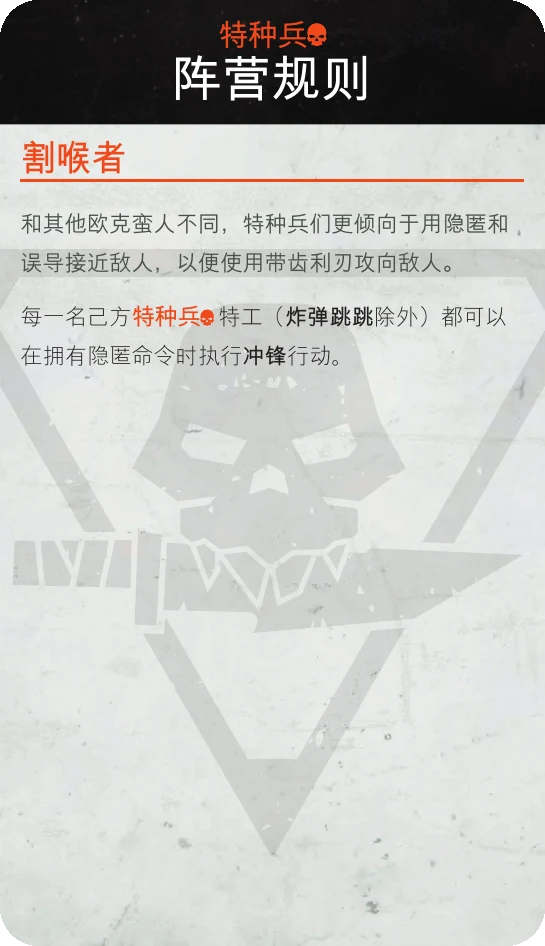 特种兵
阵营规则
割喉者
和其他欧克蛮人不同，特种兵们更倾向于用隐匿和
误导接近敌人，以便使用带齿利刃攻向敌人。
每一名己方特种兵特工（炸弹跳跳除外）都可以
在拥有隐匿命令时执行冲锋行动。